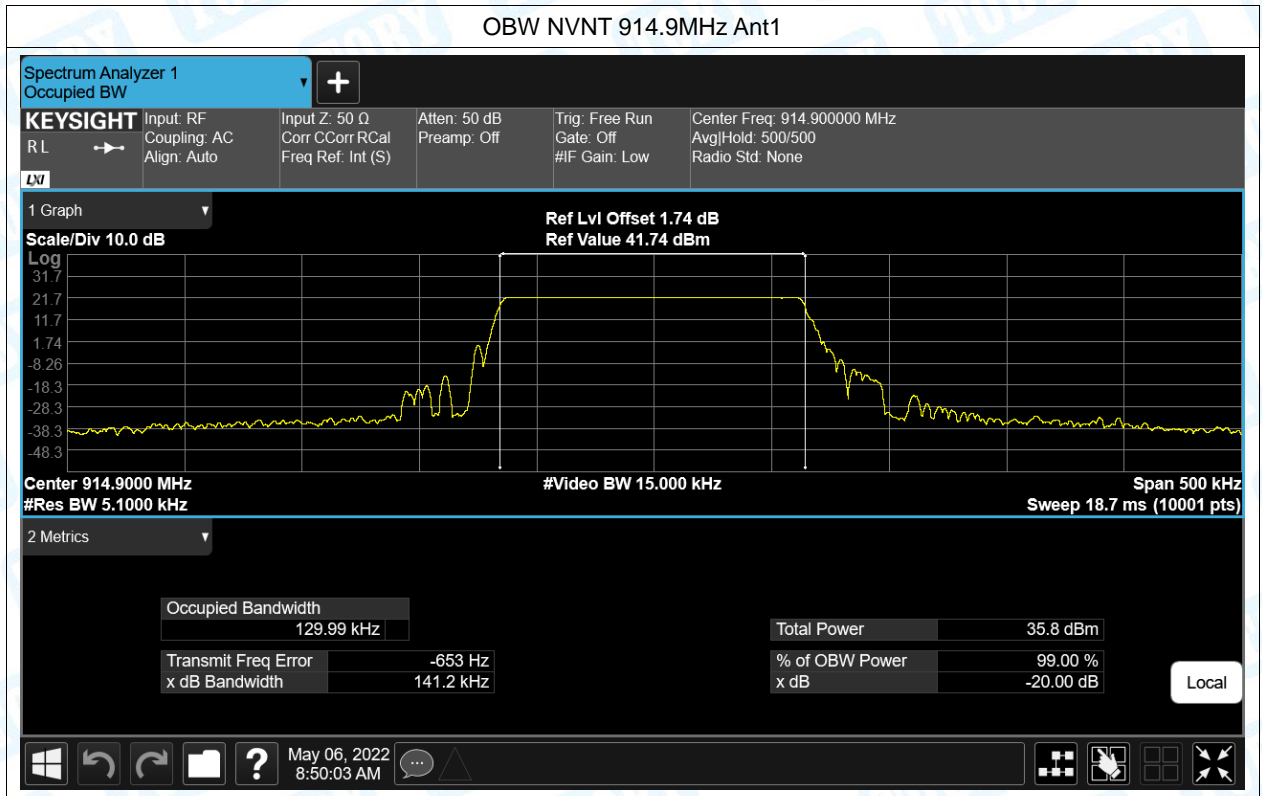 OBW NVNT 914.9MHz Ant1
Spectrum Analyzer 1
Occupied BW
KEYSIGHT
R L
LXI
Input: RF
Coupling: AC
Align: Auto
Input Z: 50 Ω
Corr CCorr RCal
Freq Ref: Int (S)
Atten: 50 dB
Preamp: Off
Trig: Free Run
Gate: Off
#IF Gain: Low
Center Freq: 914.900000 MHz
Avg|Hold: 500/500
Radio Std: None
1 Graph
Ref Lvl Offset 1.74 dB
Scale/Div 10.0 dB
Ref Value 41.74 dBm
Log
31.7
21.7
11.7
1.74
-8.26
-18.3
-28.3
-38.3
-48.3
Center 914.9000 MHz
#Video BW 15.000 kHz
Span 500 kHz
#Res BW 5.1000 kHz
Sweep 18.7 ms (10001 pts)
2 Metrics
Occupied Bandwidth
129.99 kHz
Total Power 35.8 dBm
Transmit Freq Error -653 Hz
% of OBW Power 99.00 %
x dB Bandwidth 141.2 kHz
x dB -20.00 dB
Local
?
May 06, 2022
8:50:03 AM